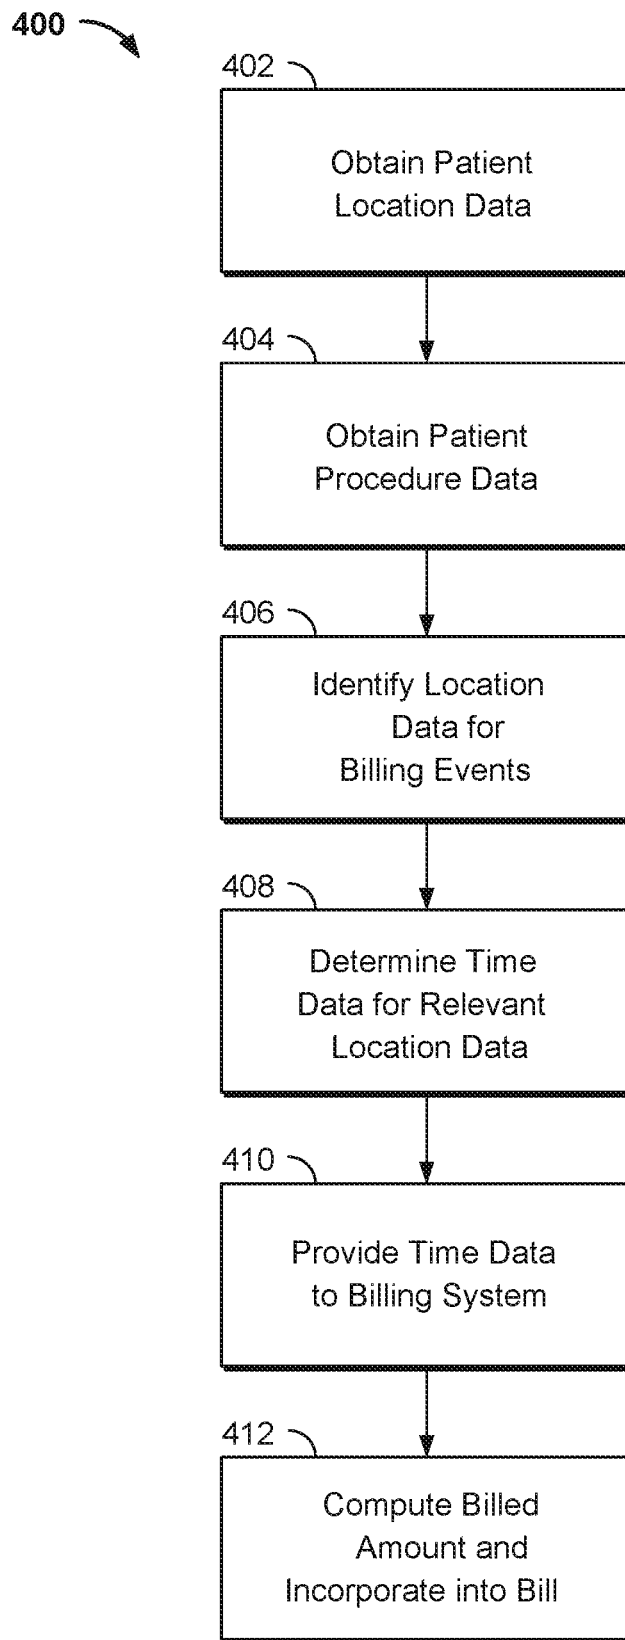 400
402
Obtain Patient
Location Data
404
Obtain Patient
Procedure Data
406
Identify Location
Data for
Billing Events
408
Determine Time
Data for Relevant
Location Data
410
Provide Time Data
to Billing System
412
Compute Billed
Amount and
Incorporate into Bill